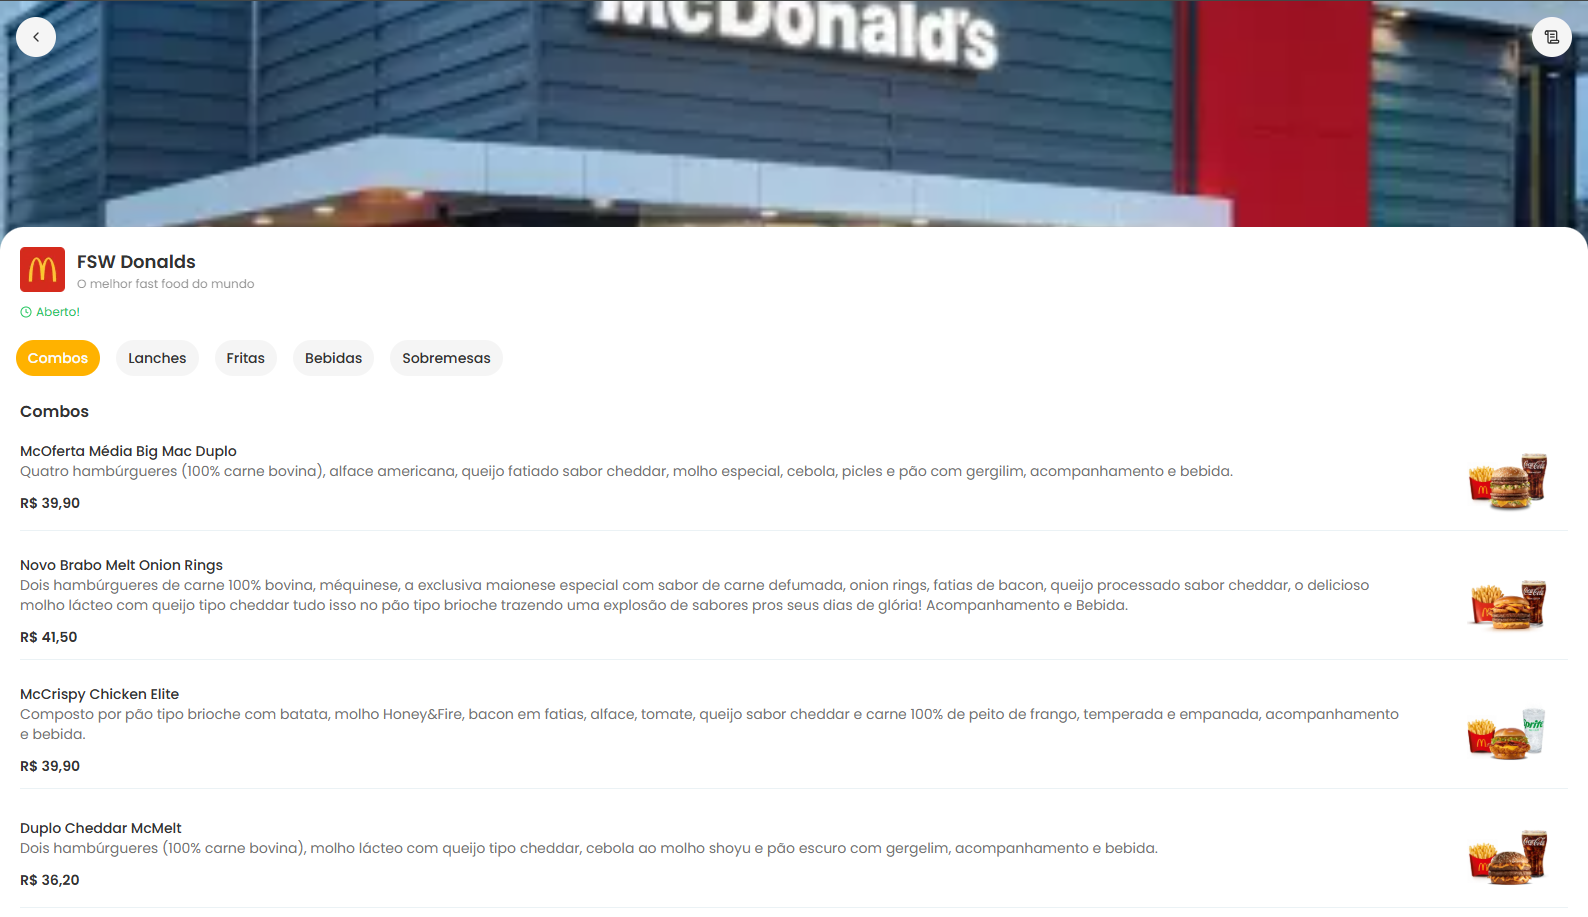 McDonald's
FSW Donalds
O melhor fast food do mundo
Aberto!
Combos
Lanches
Fritas
Bebidas
Sobremesas
Combos
McOferta Média Big Mac Duplo
Quatro hambúrgueres (100% carne bovina), alface americana, queijo fatiado sabor cheddar, molho especial, cebola, picles e pão com gergilim, acompanhamento e bebida.
R$ 39,90
Coca-Cola
Novo Brabo Melt Onion Rings
Dois hambúrgueres de carne 100% bovina, méquinese, a exclusiva maionese especial com sabor de carne defumada, onion rings, fatias de bacon, queijo processado sabor cheddar, o delicioso
molho lácteo com queijo tipo cheddar tudo isso no pão tipo brioche trazendo uma explosão de sabores pros seus dias de glória! Acompanhamento e Bebida.
R$ 41,50
Coca-Cola
McCrispy Chicken Elite
Composto por pão tipo brioche com batata, molho Honey&Fire, bacon em fatias, alface, tomate, queijo sabor cheddar e carne 100% de peito de frango, temperada e empanada, acompanhamento
e bebida.
R$ 39,90
Sprite
Duplo Cheddar McMelt
Dois hambúrgueres (100% carne bovina), molho lácteo com queijo tipo cheddar, cebola ao molho shoyu e pão escuro com gergelim, acompanhamento e bebida.
R$ 36,20
Coca-Cola